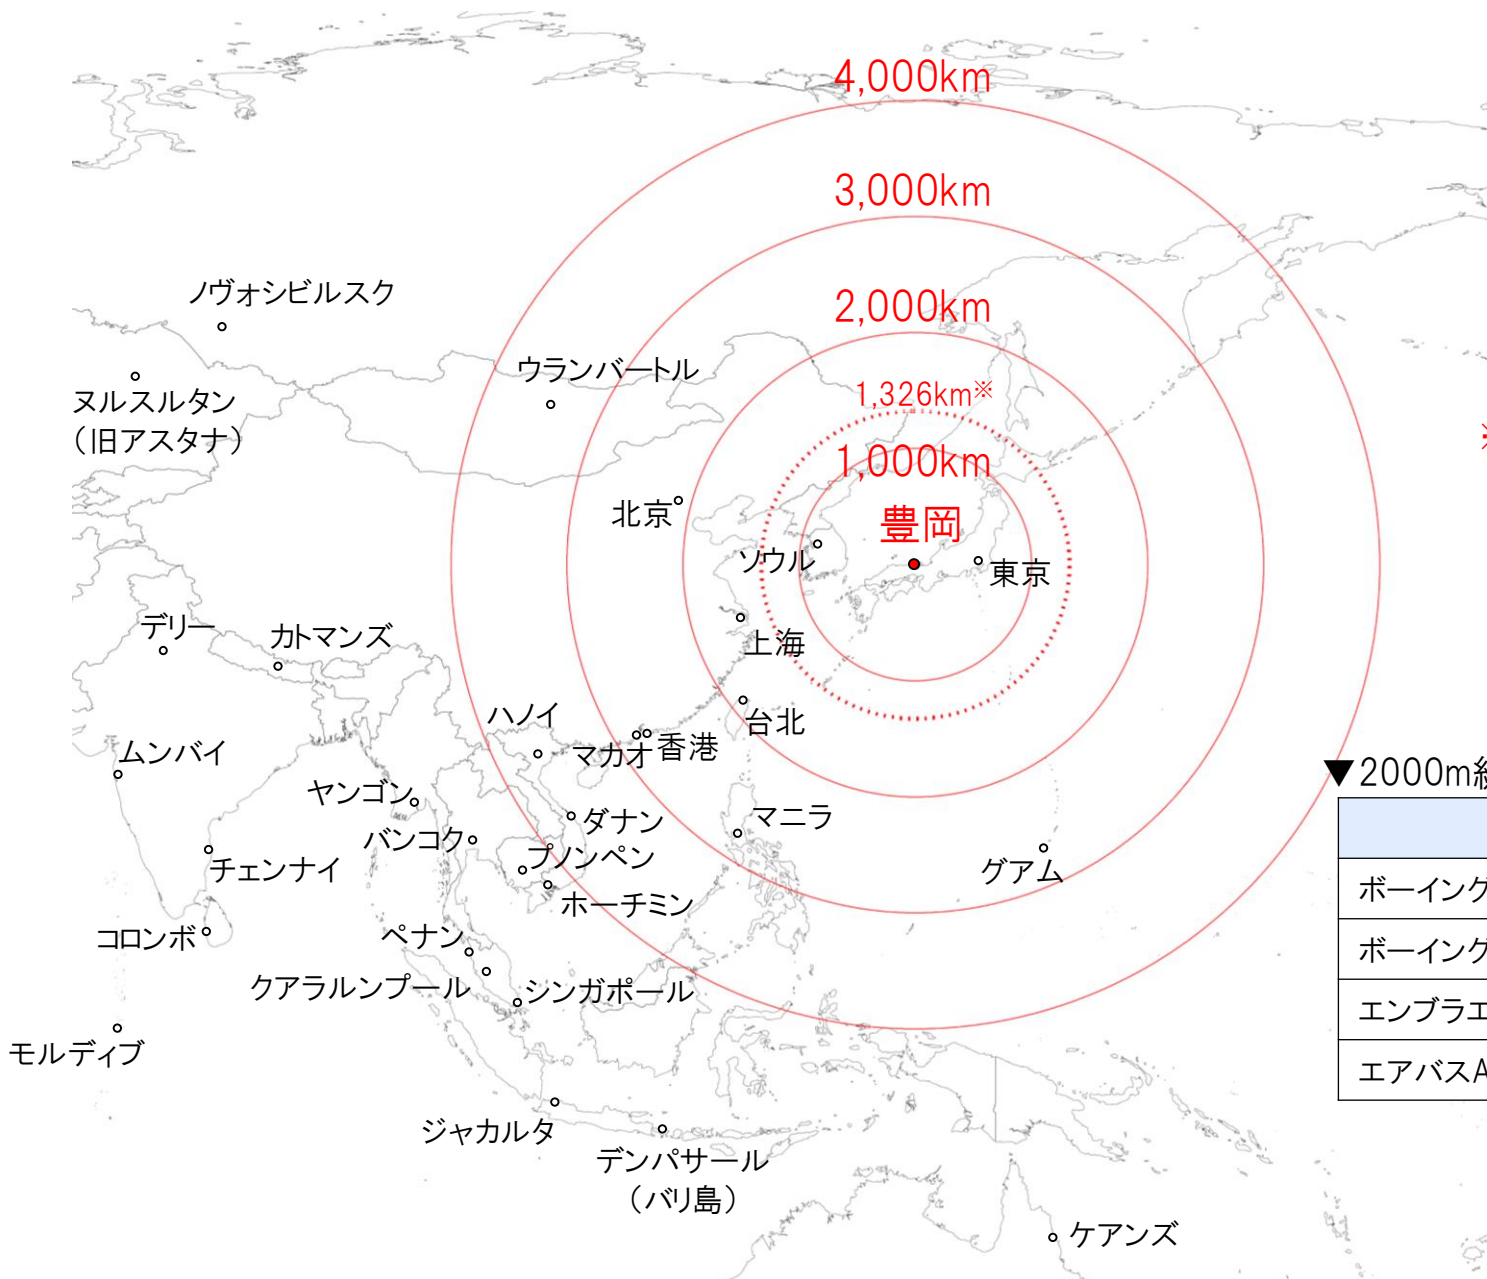 4,000km
3,000km
2,000km
1,326km※
1,000km
豊岡
ノヴォシビルスク
ウランバートル
ヌルスルタン
（旧アスタナ）
※
北京
ソウル
東京
上海
デリー
カトマンズ
ハノイ
台北
マカオ
香港
ムンバイ
ヤンゴン
ダナン
マニラ
バンコク
プノンペン
チェンナイ
グアム
ホーチミン
コロンボ
ペナン
クアラルンプール
シンガポール
モルディブ
ジャカルタ
デンパサール
（バリ島）
ケアンズ
▼2000m
ボーイング
ボーイング
エンブラエ
エアバスA